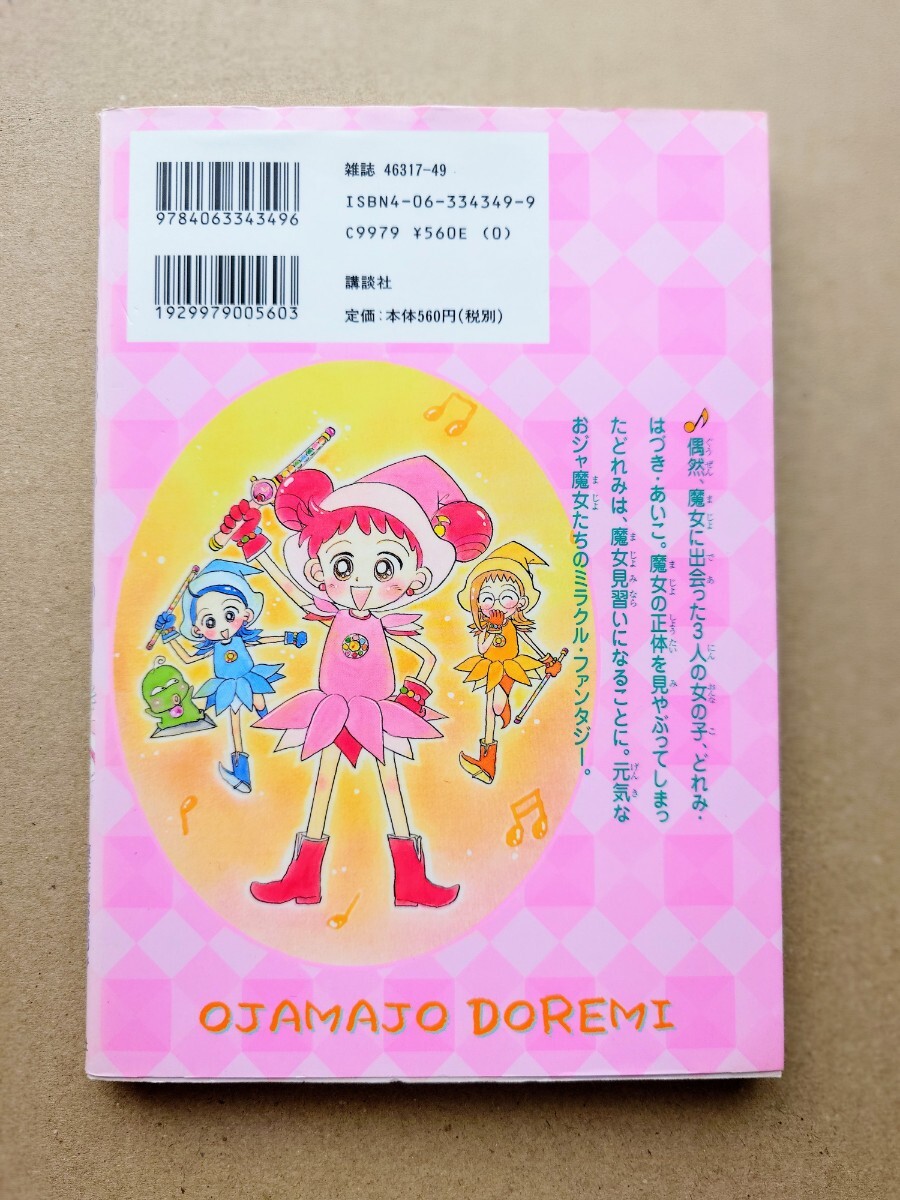 雑誌 46317-49
ISBN4-06-334349-9
C9979 ¥560E (0)
9784063343496
講談社
定価:本体560円(税別)
1929979005603
偶然、魔女に出会った3人の女の子、どれみ・
はづき・あいこ。魔女の正体を見やぶってしまっ
たどれみは、魔女見習いになることに。元気な
おジャ魔女たちのミラクル・ファンタジー。
OJAMAJO DOREMI